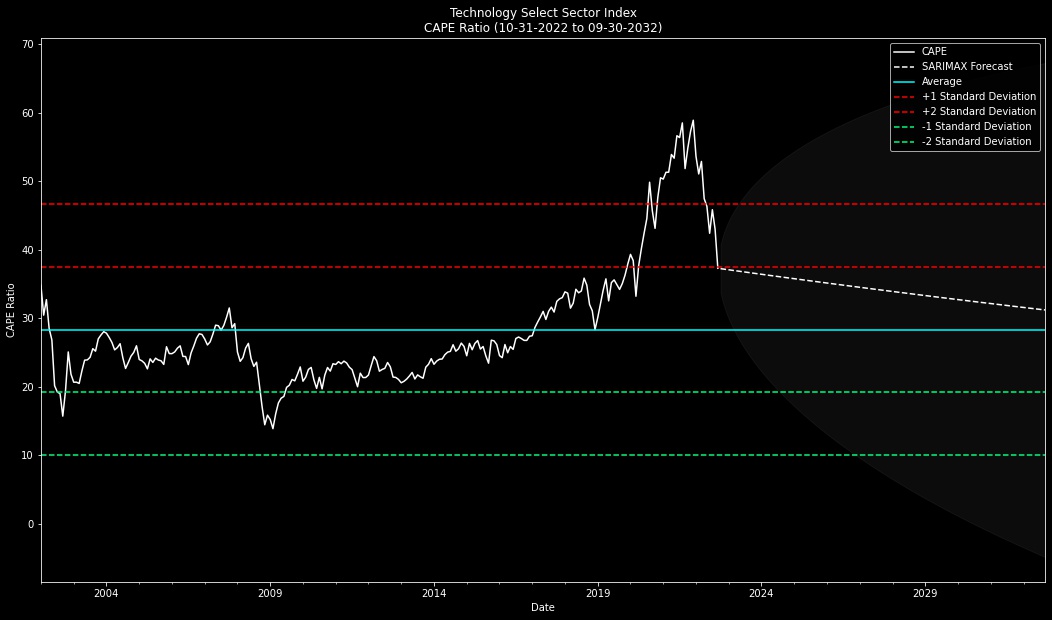 Technology Select Sector Index
CAPE Ratio (10-31-2022 to 09-30-2032)
CAPE
SARIMAX Forecast
Average
+1 Standard Deviation
+2 Standard Deviation
-1 Standard Deviation
-2 Standard Deviation
70
60
50
40
30
20
10
0
CAPE Ratio
2004
2009
2014
2019
2024
2029
Date